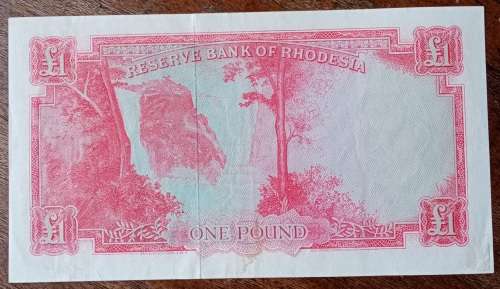 £1 £1
RESERVE BANK OF RHODESIA
£1 ONE POUND £1